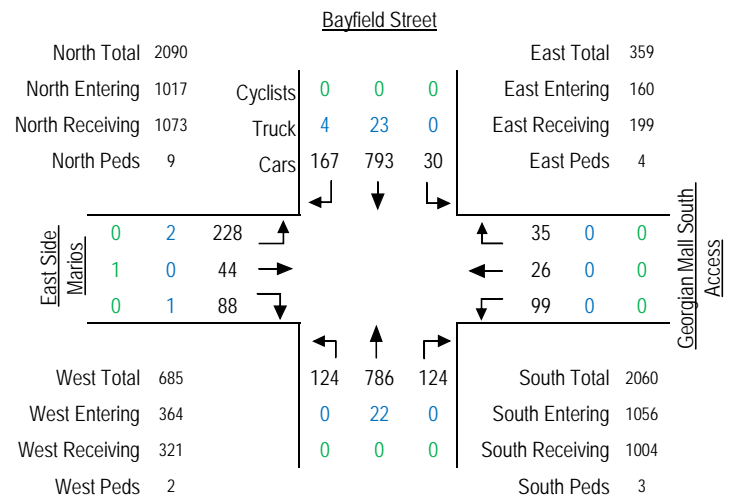 Bayfield Street
North Total 2090
East Total 359
North Entering 1017
Cyclists 0 0 0
East Entering 160
North Receiving 1073
Truck 4 23 0
East Receiving 199
North Peds 9
Cars 167 793 30
East Peds 4
East Side
Marios
0 2 228
1 0 44
0 1 88
35 0 0
26 0 0
99 0 0
Georgian Mall South
Access
West Total 685
124 786 124
South Total 2060
West Entering 364
0 22 0
South Entering 1056
West Receiving 321
0 0 0
South Receiving 1004
West Peds 2
South Peds 3